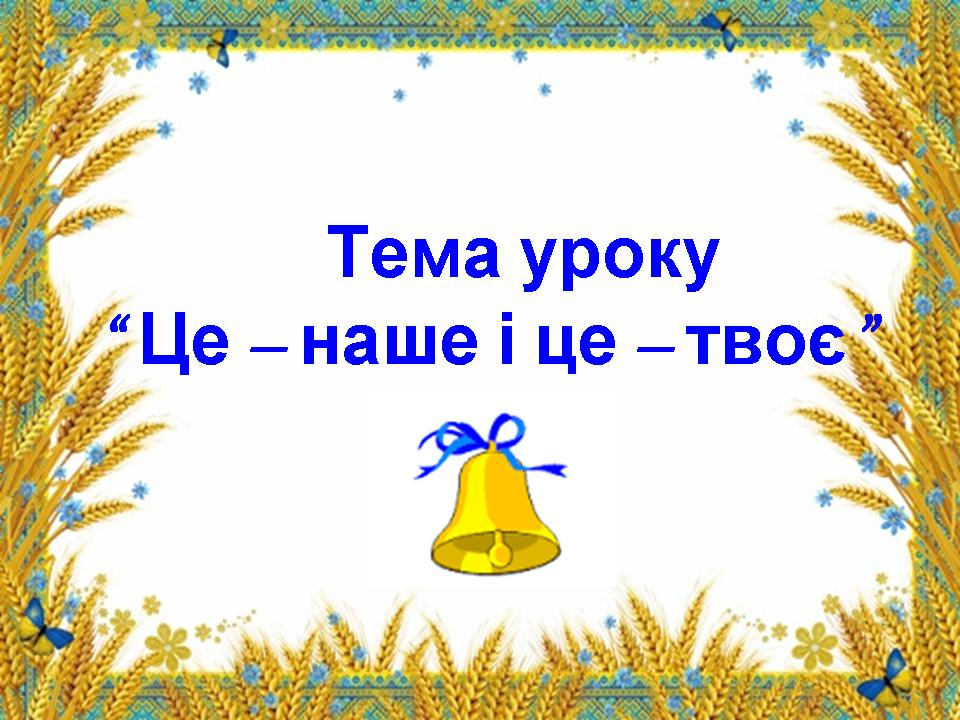 Тема уроку
“Це – наше і це – твоє”